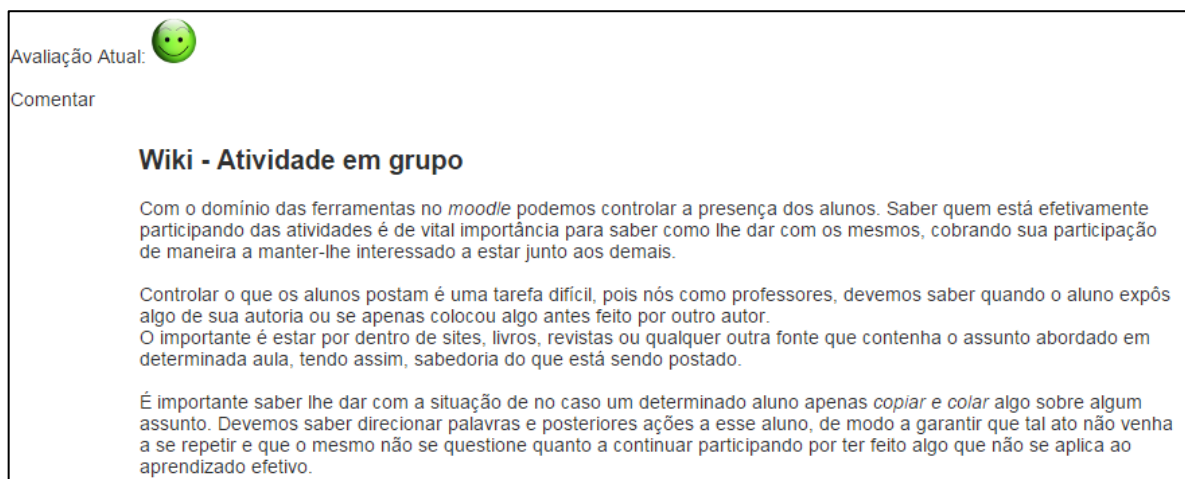 Avaliação Atual:
Comentar
Wiki - Atividade em grupo
Com o domínio das ferramentas no moodle podemos controlar a presença dos alunos. Saber quem está efetivamente
participando das atividades é de vital importância para saber como lhe dar com os mesmos, cobrando sua participação
de maneira a manter-lhe interessado a estar junto aos demais.
Controlar o que os alunos postam é uma tarefa difícil, pois nós como professores, devemos saber quando o aluno expôs
algo de sua autoria ou se apenas colocou algo antes feito por outro autor.
O importante é estar por dentro de sites, livros, revistas ou qualquer outra fonte que contenha o assunto abordado em
determinada aula, tendo assim, sabedoria do que está sendo postado.
É importante saber lhe dar com a situação de no caso um determinado aluno apenas copiar e colar algo sobre algum
assunto. Devemos saber direcionar palavras e posteriores ações a esse aluno, de modo a garantir que tal ato não venha
a se repetir e que o mesmo não se questione quanto a continuar participando por ter feito algo que não se aplica ao
aprendizado efetivo.